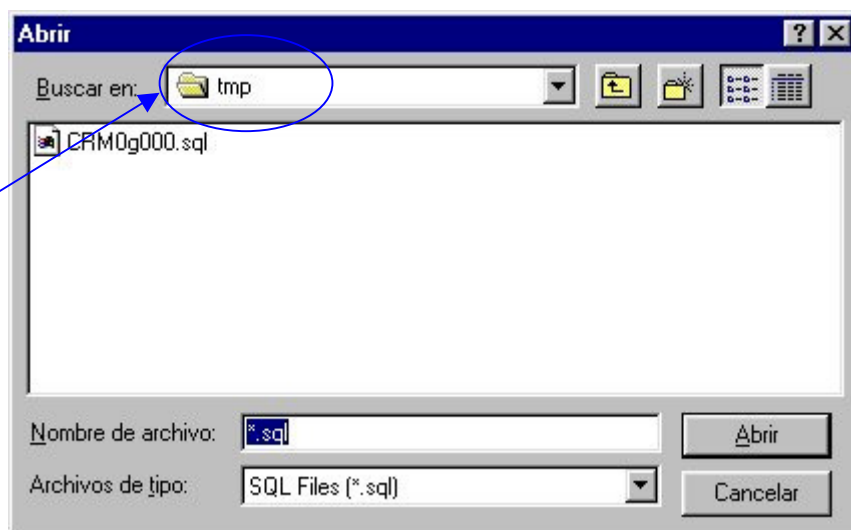 Abrir
Buscar en: tmp
CRM0g000.sql
Nombre de archivo: *.sql Abrir
Archivos de tipo: SQL Files (*.sql) Cancelar